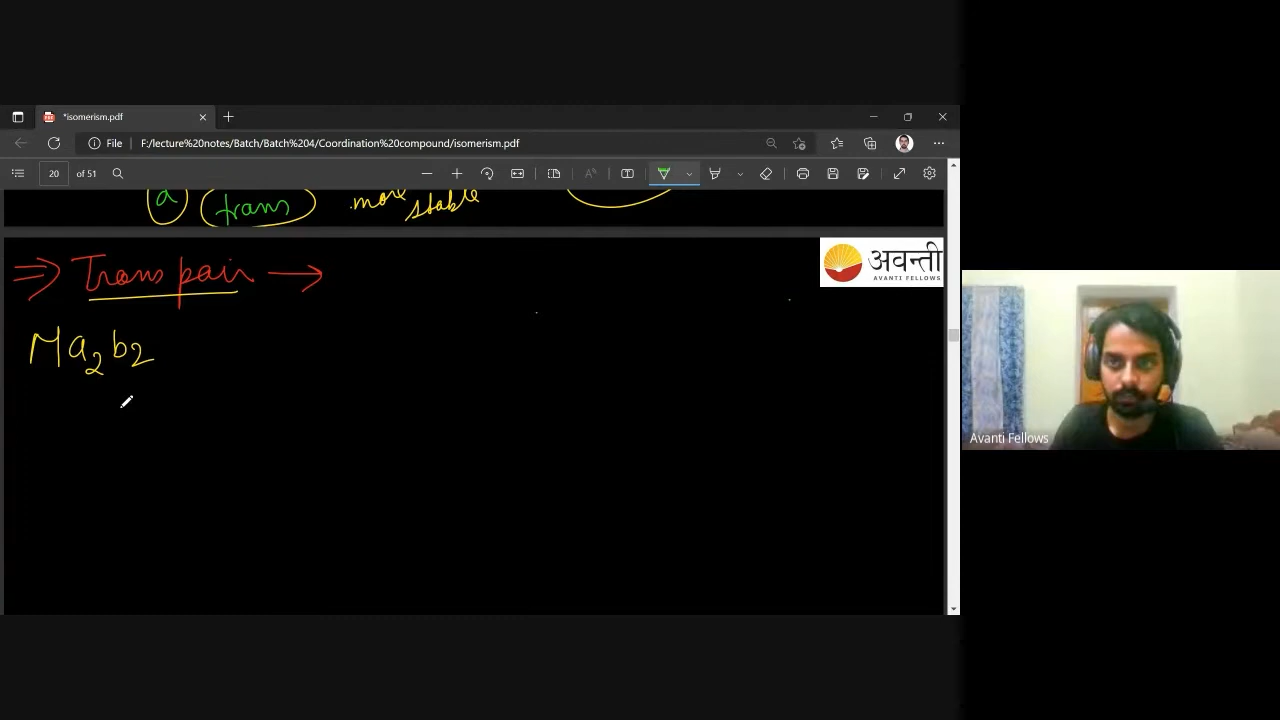 *isomerism.pdf
File F:/lecture%20notes/Batch/Batch%204/Coordination%20compound/isomerism.pdf
20 of 51
a trans more stable
⇒ Trans pair →
अवन्ती
AVANTI FELLOWS
Ma₂b₂
Avanti Fellows